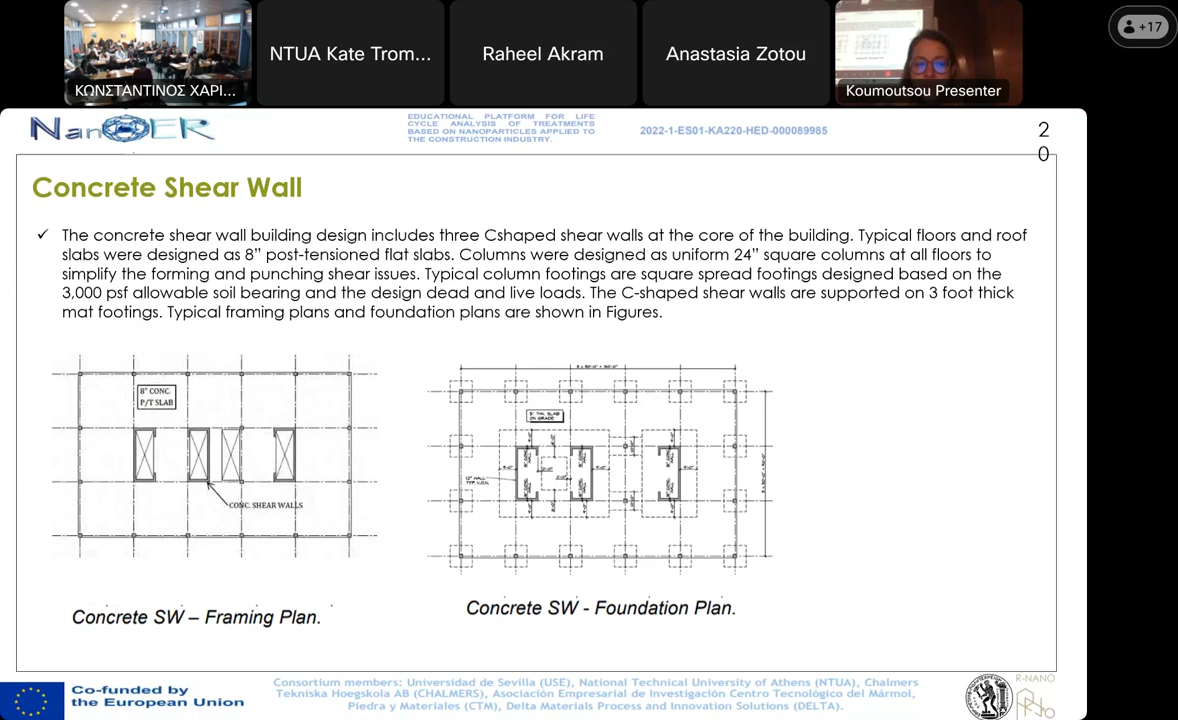 +17
NTUA Kate Trom...
Raheel Akram
Anastasia Zotou
ΚΩΝΣΤΑΝΤΙΝΟΣ ΧΑΡΙ...
Koumoutsou Presenter
NanOER
EDUCATIONAL PLATFORM FOR LIFE
CYCLE ANALYSIS OF TREATMENTS
BASED ON NANOPARTICLES APPLIED TO
THE CONSTRUCTION INDUSTRY.
2022-1-ES01-KA220-HED-000089985
2
0
Concrete Shear Wall
✓ The concrete shear wall building design includes three Cshaped shear walls at the core of the building. Typical floors and roof
slabs were designed as 8” post-tensioned flat slabs. Columns were designed as uniform 24” square columns at all floors to
simplify the forming and punching shear issues. Typical column footings are square spread footings designed based on the
3,000 psf allowable soil bearing and the design dead and live loads. The C-shaped shear walls are supported on 3 foot thick
mat footings. Typical framing plans and foundation plans are shown in Figures.
8" CONC.
P/T SLAB
CONC. SHEAR WALLS
5" THK. SLAB
ON GRADE
12" WALL
TYP. U.O.N.
Concrete SW – Framing Plan.
Concrete SW - Foundation Plan.
Co-funded by
the European Union
Consortium members: Universidad de Sevilla (USE), National Technical University of Athens (NTUA), Chalmers
Tekniska Hoegskola AB (CHALMERS), Asociación Empresarial de Investigación Centro Tecnológico del Mármol,
Piedra y Materiales (CTM), Delta Materials Process and Innovation Solutions (DELTA).
R-NANO